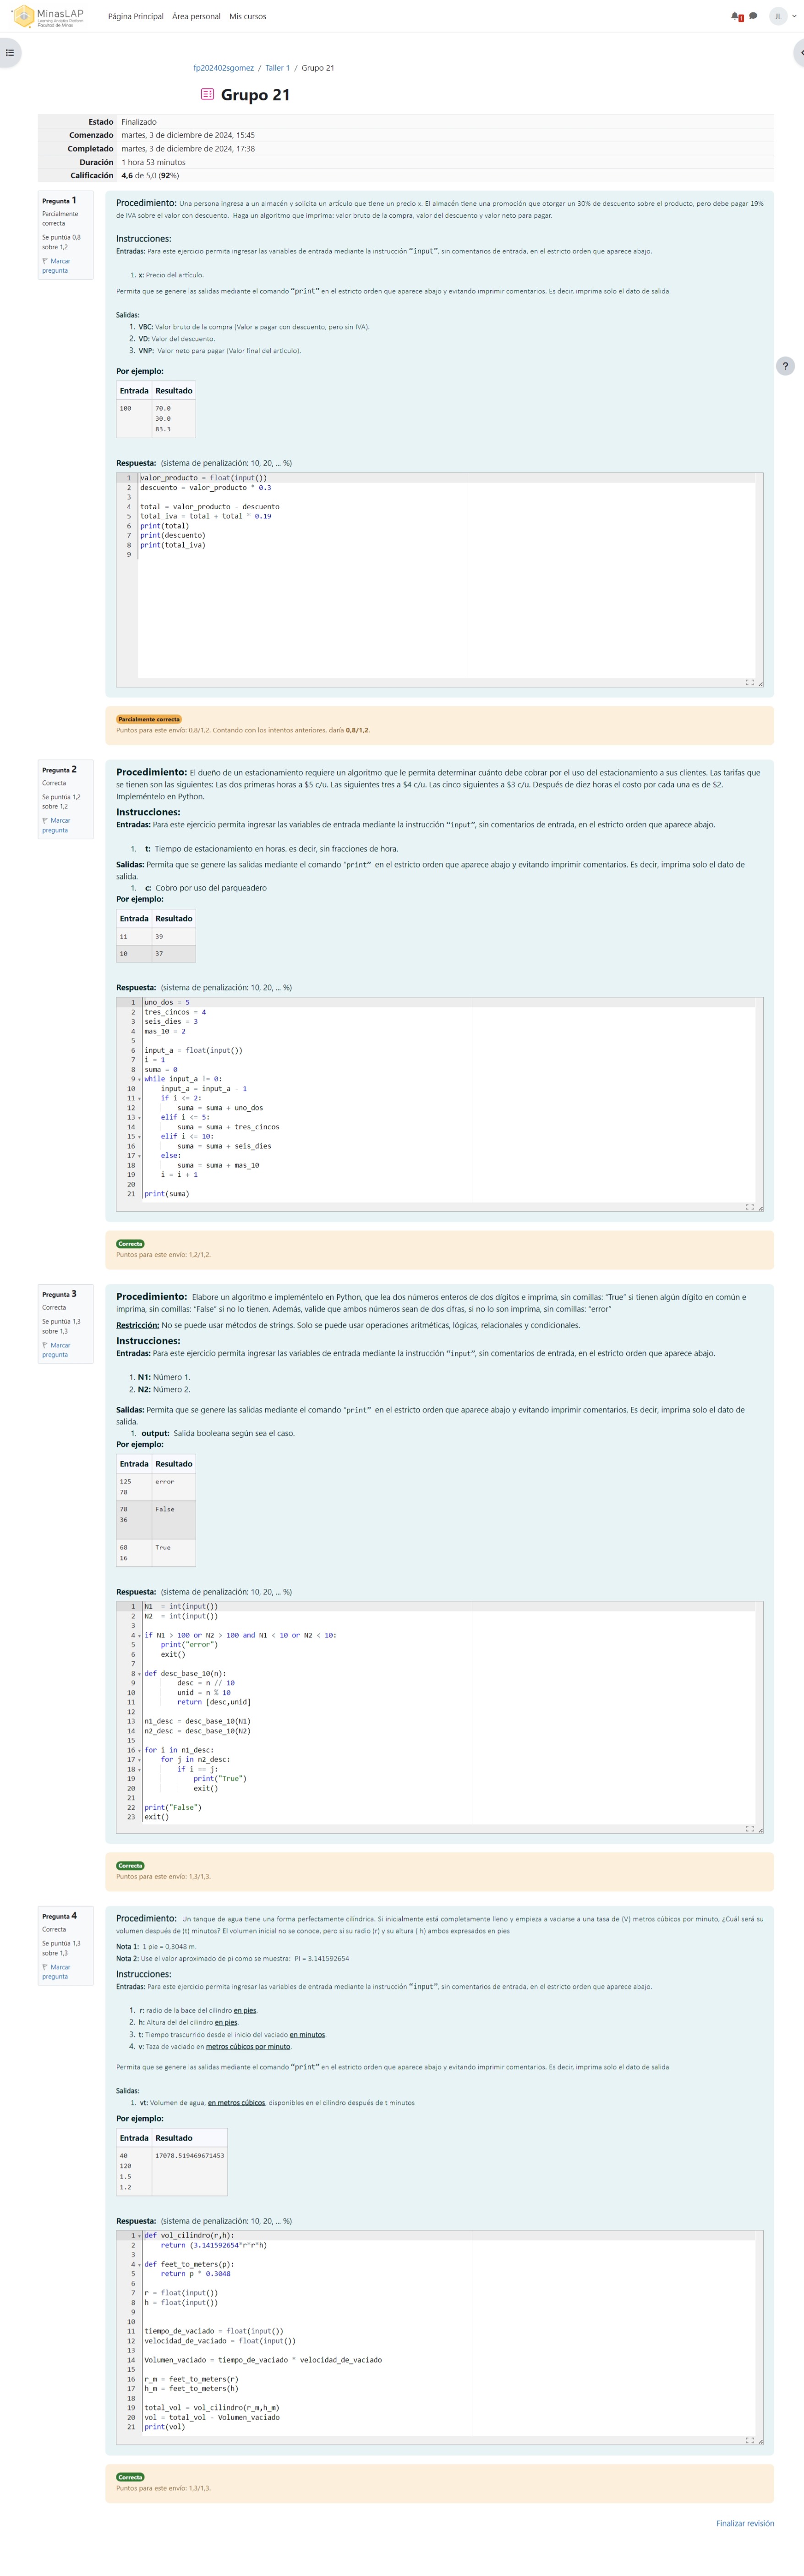 MinasLAP
Learning Analytics Platform
Facultad de Minas
Página Principal Área personal Mis cursos
1
JL
fp202402sgomez / Taller 1 / Grupo 21
Grupo 21
Estado Finalizado
Comenzado martes, 3 de diciembre de 2024, 15:45
Completado martes, 3 de diciembre de 2024, 17:38
Duración 1 hora 53 minutos
Calificación 4,6 de 5,0 (92%)
Pregunta 1
Parcialmente
correcta
Se puntúa 0,8
sobre 1,2
Marcar
pregunta
Procedimiento: Una persona ingresa a un almacén y solicita un artículo que tiene un precio x. El almacén tiene una promoción que otorgar un 30% de descuento sobre el producto, pero debe pagar 19%
de IVA sobre el valor con descuento. Haga un algoritmo que imprima: valor bruto de la compra, valor del descuento y valor neto para pagar.
Instrucciones:
Entradas: Para este ejercicio permita ingresar las variables de entrada mediante la instrucción "input", sin comentarios de entrada, en el estricto orden que aparece abajo.
1. x: Precio del artículo.
Permita que se genere las salidas mediante el comando "print" en el estricto orden que aparece abajo y evitando imprimir comentarios. Es decir, imprima solo el dato de salida
Salidas:
1. VBC: Valor bruto de la compra (Valor a pagar con descuento, pero sin IVA).
2. VD: Valor del descuento.
3. VNP: Valor neto para pagar (Valor final del artículo).
?
Por ejemplo:
Entrada Resultado
100 70.0
30.0
83.3
Respuesta: (sistema de penalización: 10, 20, ... %)
1 valor_producto = float(input())
2 descuento = valor_producto * 0.3
3
4 total = valor_producto - descuento
5 total_iva = total + total * 0.19
6 print(total)
7 print(descuento)
8 print(total_iva)
9
Parcialmente correcta
Puntos para este envío: 0,8/1,2. Contando con los intentos anteriores, daría 0,8/1,2.
Pregunta 2
Correcta
Se puntúa 1,2
sobre 1,2
Marcar
pregunta
Procedimiento: El dueño de un estacionamiento requiere un algoritmo que le permita determinar cuánto debe cobrar por el uso del estacionamiento a sus clientes. Las tarifas que
se tienen son las siguientes: Las dos primeras horas a $5 c/u. Las siguientes tres a $4 c/u. Las cinco siguientes a $3 c/u. Después de diez horas el costo por cada una es de $2.
Impleméntelo en Python.
Instrucciones:
Entradas: Para este ejercicio permita ingresar las variables de entrada mediante la instrucción "input", sin comentarios de entrada, en el estricto orden que aparece abajo.
1. t: Tiempo de estacionamiento en horas. es decir, sin fracciones de hora.
Salidas: Permita que se genere las salidas mediante el comando "print" en el estricto orden que aparece abajo y evitando imprimir comentarios. Es decir, imprima solo el dato de
salida.
1. c: Cobro por uso del parqueadero
Por ejemplo:
Entrada Resultado
11 39
10 37
Respuesta: (sistema de penalización: 10, 20, ... %)
1 uno_dos = 5
2 tres_cincos = 4
3 seis_dies = 3
4 mas_10 = 2
5
6 input_a = float(input())
7 i = 1
8 suma = 0
9 while input_a != 0:
10 input_a = input_a - 1
11 if i <= 2:
12 suma = suma + uno_dos
13 elif i <= 5:
14 suma = suma + tres_cincos
15 elif i <= 10:
16 suma = suma + seis_dies
17 else:
18 suma = suma + mas_10
19 i = i + 1
20
21 print(suma)
Correcta
Puntos para este envío: 1,2/1,2.
Pregunta 3
Correcta
Se puntúa 1,3
sobre 1,3
Marcar
pregunta
Procedimiento: Elabore un algoritmo e impleméntelo en Python, que lea dos números enteros de dos dígitos e imprima, sin comillas: "True" si tienen algún dígito en común e
imprima, sin comillas: "False" si no lo tienen. Además, valide que ambos números sean de dos cifras, si no lo son imprima, sin comillas: "error"
Restricción: No se puede usar métodos de strings. Solo se puede usar operaciones aritméticas, lógicas, relacionales y condicionales.
Instrucciones:
Entradas: Para este ejercicio permita ingresar las variables de entrada mediante la instrucción "input", sin comentarios de entrada, en el estricto orden que aparece abajo.
1. N1: Número 1.
2. N2: Número 2.
Salidas: Permita que se genere las salidas mediante el comando "print" en el estricto orden que aparece abajo y evitando imprimir comentarios. Es decir, imprima solo el dato de
salida.
1. output: Salida booleana según sea el caso.
Por ejemplo:
Entrada Resultado
125 error
78
78 False
36
68 True
16
Respuesta: (sistema de penalización: 10, 20, ... %)
1 N1 = int(input())
2 N2 = int(input())
3
4 if N1 > 100 or N2 > 100 and N1 < 10 or N2 < 10:
5 print("error")
6 exit()
7
8 def desc_base_10(n):
9 desc = n // 10
10 unid = n % 10
11 return [desc,unid]
12
13 n1_desc = desc_base_10(N1)
14 n2_desc = desc_base_10(N2)
15
16 for i in n1_desc:
17 for j in n2_desc:
18 if i == j:
19 print("True")
20 exit()
21
22 print("False")
23 exit()
Correcta
Puntos para este envío: 1,3/1,3.
Pregunta 4
Correcta
Se puntúa 1,3
sobre 1,3
Marcar
pregunta
Procedimiento: Un tanque de agua tiene una forma perfectamente cilíndrica. Si inicialmente está completamente lleno y empieza a vaciarse a una tasa de (V) metros cúbicos por minuto, ¿Cuál será su
volumen después de (t) minutos? El volumen inicial no se conoce, pero si su radio (r) y su altura ( h) ambos expresados en pies
Nota 1: 1 pie = 0,3048 m.
Nota 2: Use el valor aproximado de pi como se muestra: PI = 3.141592654
Instrucciones:
Entradas: Para este ejercicio permita ingresar las variables de entrada mediante la instrucción "input", sin comentarios de entrada, en el estricto orden que aparece abajo.
1. r: radio de la bace del cilindro en pies.
2. h: Altura del del cilindro en pies.
3. t: Tiempo trascurrido desde el inicio del vaciado en minutos.
4. v: Taza de vaciado en metros cúbicos por minuto.
Permita que se genere las salidas mediante el comando "print" en el estricto orden que aparece abajo y evitando imprimir comentarios. Es decir, imprima solo el dato de salida
Salidas:
1. vt: Volumen de agua, en metros cúbicos, disponibles en el cilindro después de t minutos
Por ejemplo:
Entrada Resultado
40 17078.519469671453
120
1.5
1.2
Respuesta: (sistema de penalización: 10, 20, ... %)
1 def vol_cilindro(r,h):
2 return (3.141592654*r*r*h)
3
4 def feet_to_meters(p):
5 return p * 0.3048
6
7 r = float(input())
8 h = float(input())
9
10
11 tiempo_de_vaciado = float(input())
12 velocidad_de_vaciado = float(input())
13
14 Volumen_vaciado = tiempo_de_vaciado * velocidad_de_vaciado
15
16 r_m = feet_to_meters(r)
17 h_m = feet_to_meters(h)
18
19 total_vol = vol_cilindro(r_m,h_m)
20 vol = total_vol - Volumen_vaciado
21 print(vol)
Correcta
Puntos para este envío: 1,3/1,3.
Finalizar revisión